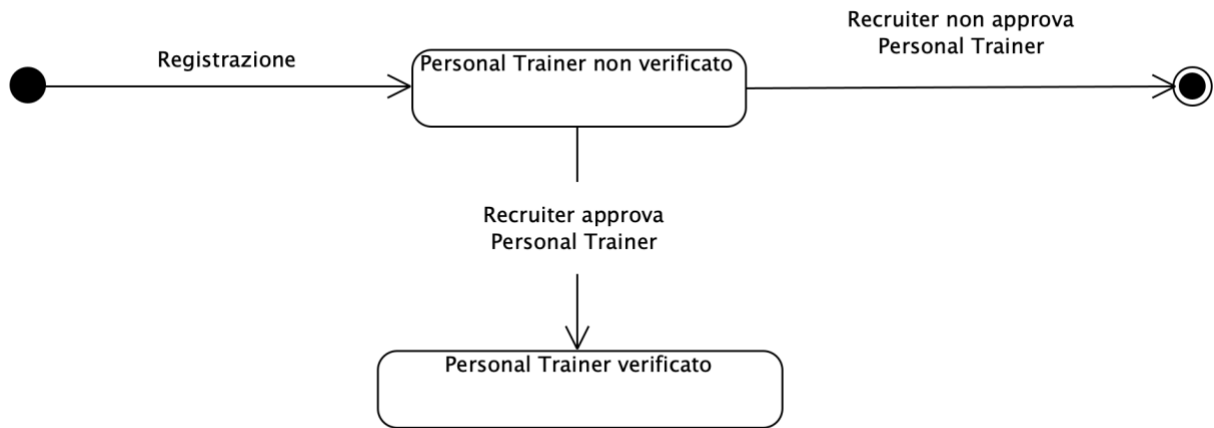 Recruiter non approva
Personal Trainer
Registrazione
Personal Trainer non verificato
Recruiter approva
Personal Trainer
Personal Trainer verificato